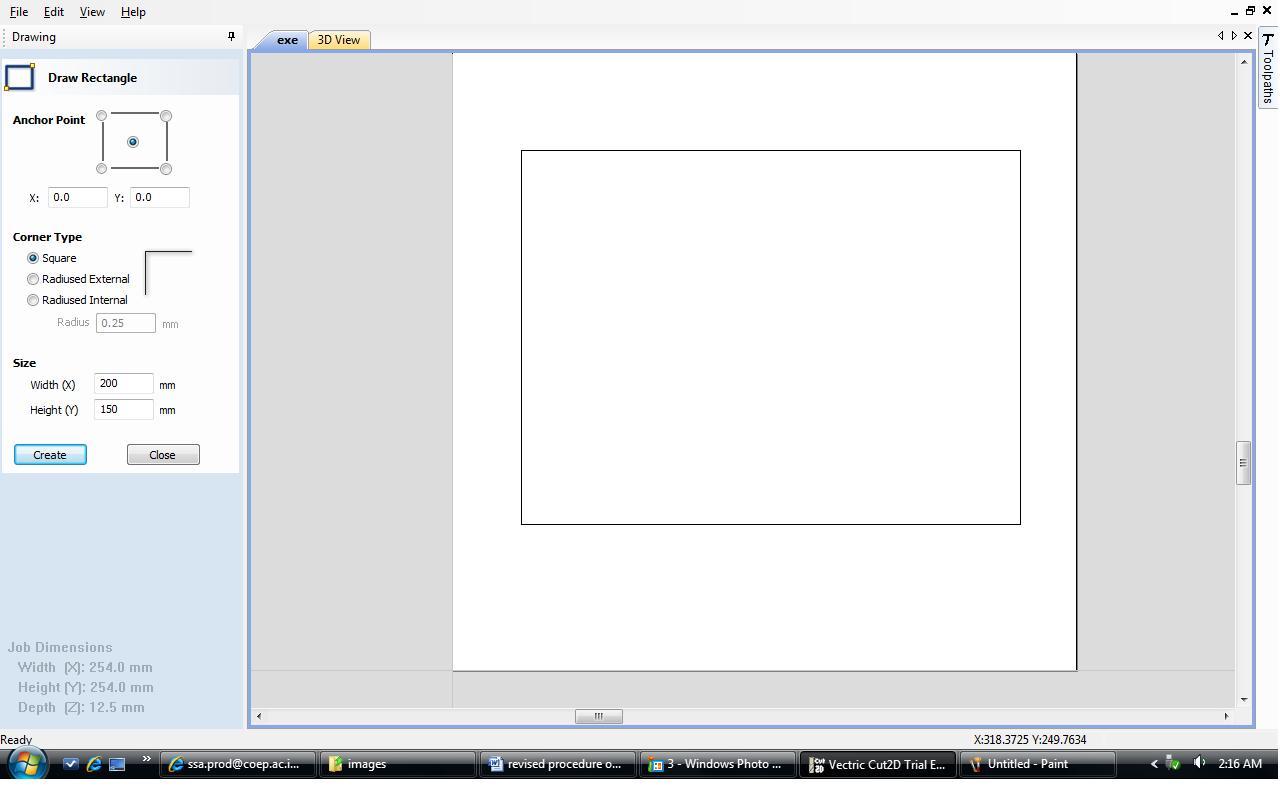 File Edit View Help
Drawing
exe 3D View
Toolpaths
Draw Rectangle
Anchor Point
X: 0.0 Y: 0.0
Corner Type
Square
Radiused External
Radiused Internal
Radius 0.25 mm
Size
Width (X) 200 mm
Height (Y) 150 mm
Create Close
Job Dimensions
Width (X): 254.0 mm
Height (Y): 254.0 mm
Depth (Z): 12.5 mm
Ready X:318.3725 Y:249.7634
ssa.prod@coep.ac.i... images revised procedure o... 3 - Windows Photo ... Vectric Cut2D Trial E... Untitled - Paint 2:16 AM